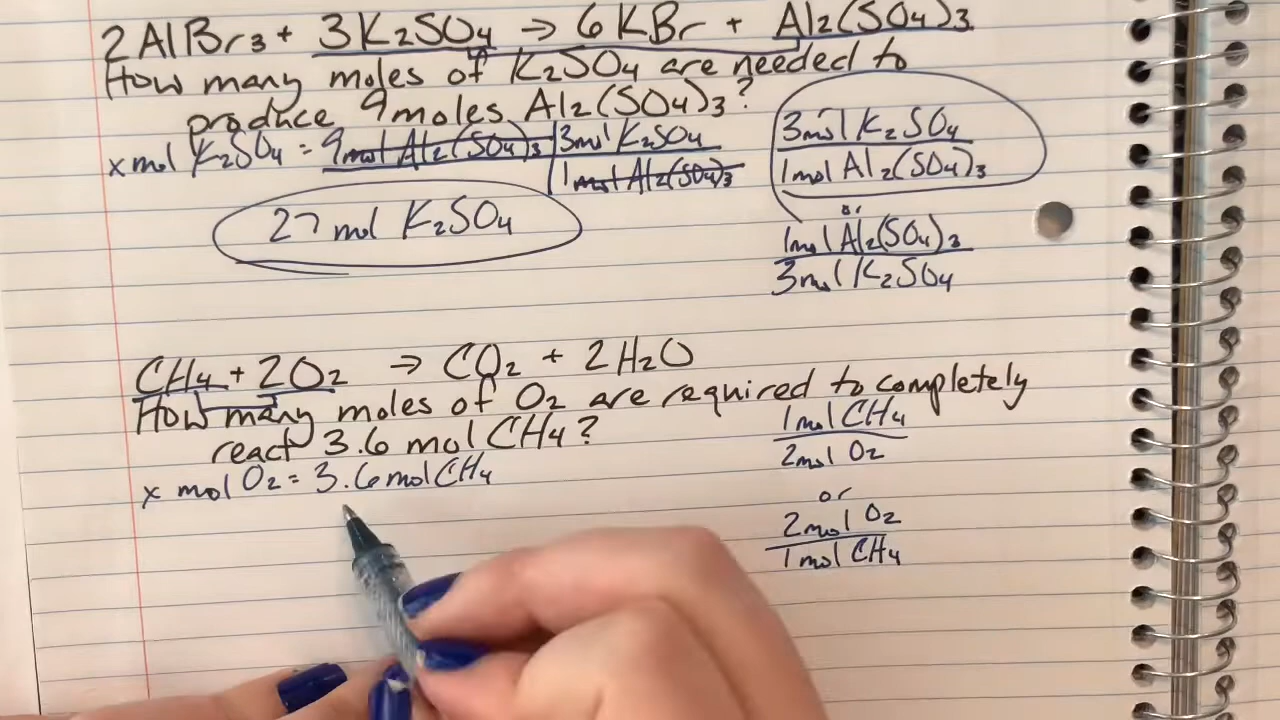 2AlBr3 + 3K2SO4 → 6KBr + Al2(SO4)3
How many moles of K2SO4 are needed to
produce 9moles Al2(SO4)3?
x mol K2SO4 = 9mol Al2(SO4)3 | 3mol K2SO4
1mol Al2(SO4)3
27 mol K2SO4
3mol K2SO4
1mol Al2(SO4)3
or
1mol Al2(SO4)3
3mol K2SO4
CH4 + 2O2 → CO2 + 2H2O
How many moles of O2 are required to completely
react 3.6 mol CH4?
x mol O2 = 3.6mol CH4
1mol CH4
2mol O2
or
2mol O2
1mol CH4